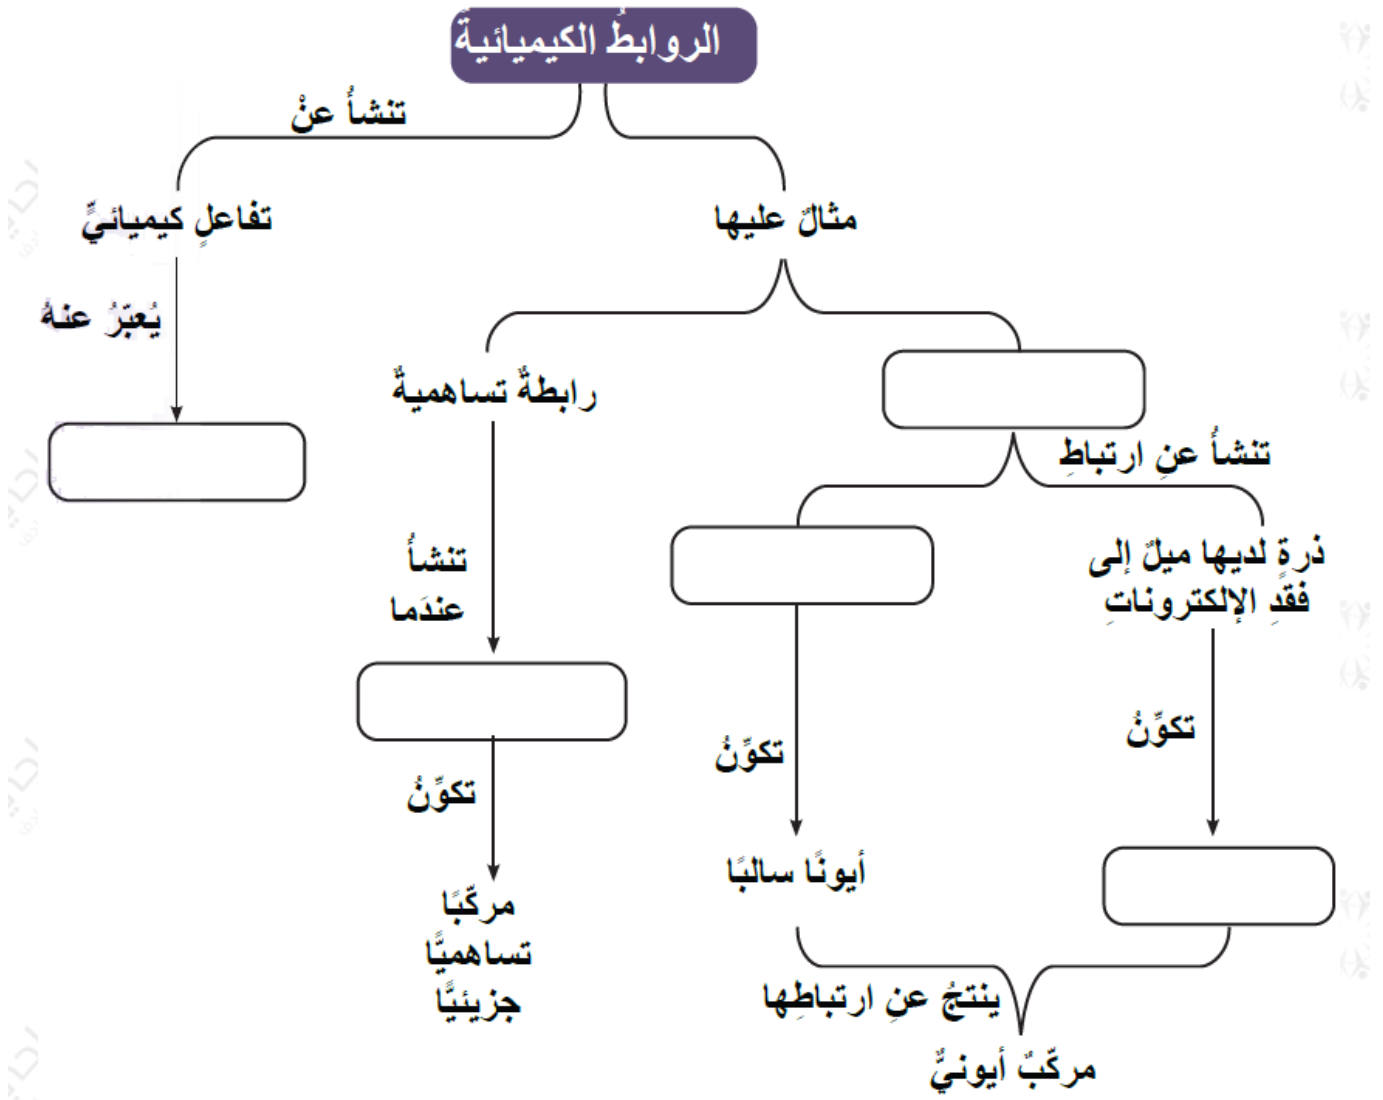 الروابطُ الكيميائيةُ
تنشأُ عنْ
تفاعلٍ كيميائيٍّ
مثالٌ عليها
يُعبّرُ عنهُ
رابطةٌ تساهميةٌ
تنشأُ عنِ ارتباطِ
ذرةٍ لديها ميلٌ إلى
فقدِ الإلكتروناتِ
تنشأُ
عندَما
تكوِّنُ
تكوِّنُ
تكوِّنُ
أيونًا سالبًا
مركّبًا
تساهميًّا
جزيئيًّا
ينتجُ عنِ ارتباطِها
مركّبٌ أيونيٌّ